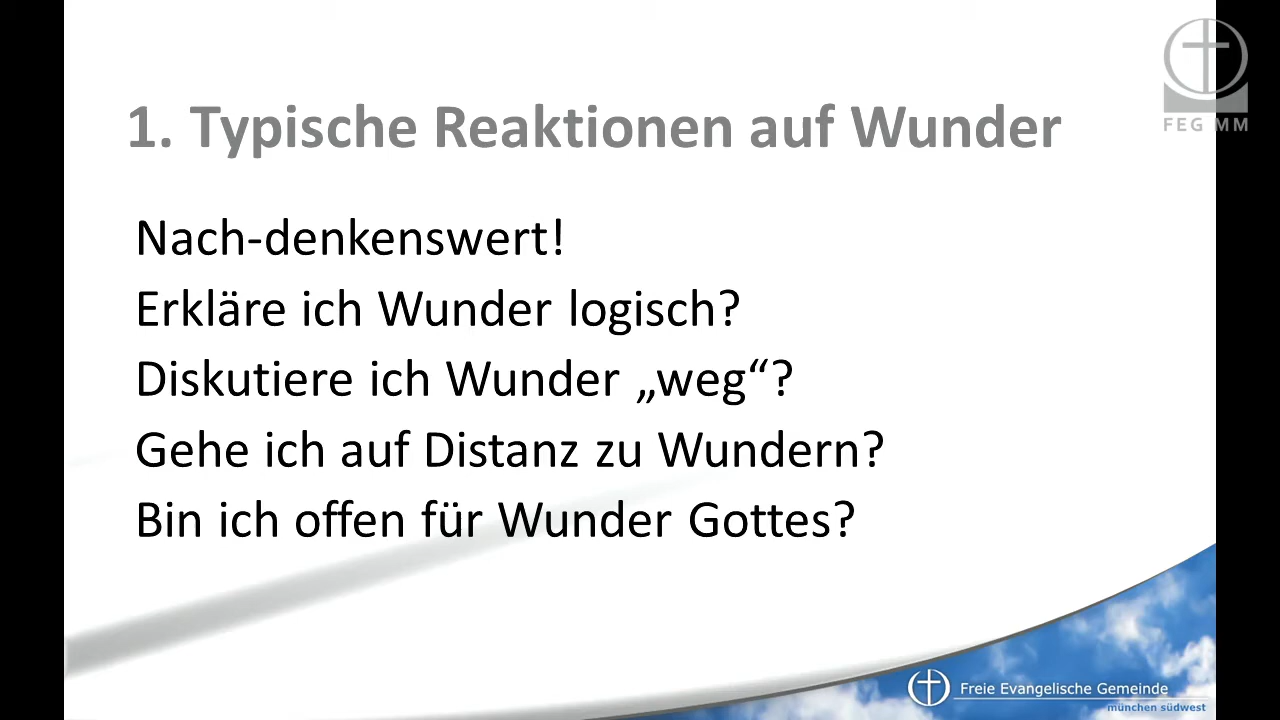 FEG MM
1. Typische Reaktionen auf Wunder
Nach-denkenswert!
Erkläre ich Wunder logisch?
Diskutiere ich Wunder „weg“?
Gehe ich auf Distanz zu Wundern?
Bin ich offen für Wunder Gottes?
Freie Evangelische Gemeinde
münchen südwest